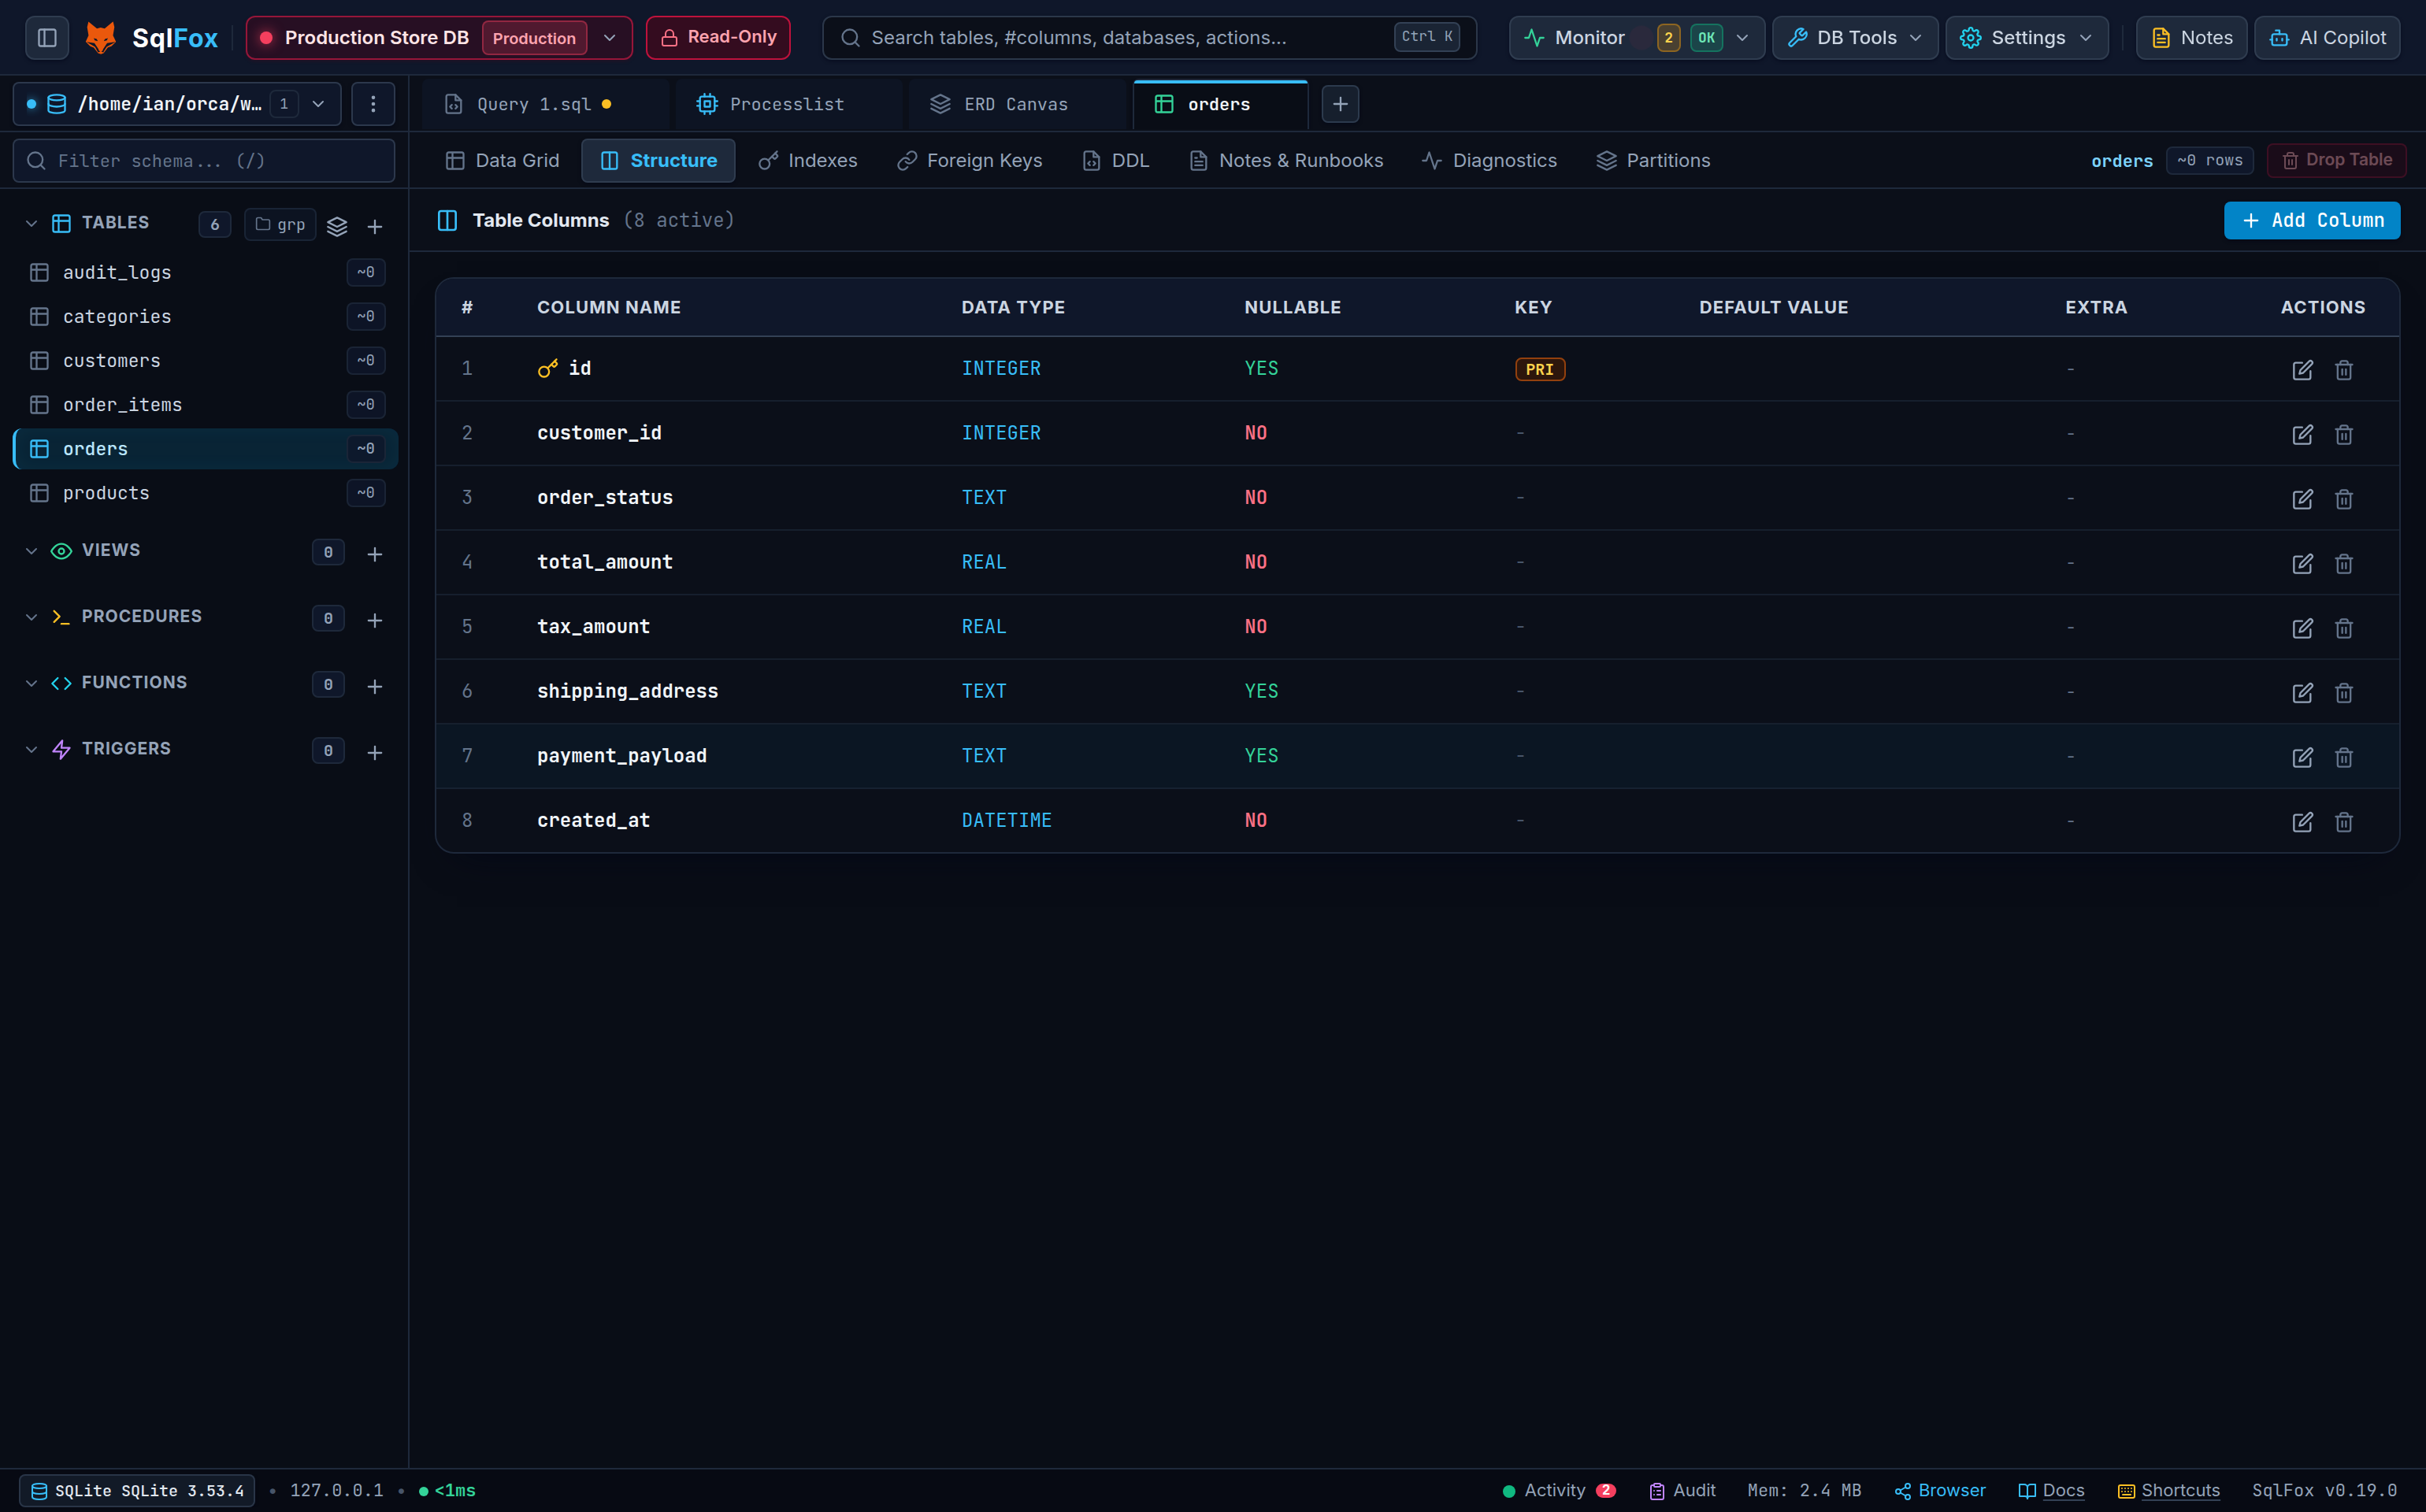 SqlFox Production Store DB Production Read-Only Search tables, #columns, databases, actions... Ctrl K Monitor 2 OK DB Tools Settings Notes AI Copilot
/home/ian/orca/w… 1 Query 1.sql Processlist ERD Canvas orders
Filter schema... (/) Data Grid Structure Indexes Foreign Keys DDL Notes & Runbooks Diagnostics Partitions orders ~0 rows Drop Table
TABLES 6 grp
audit_logs ~0
categories ~0
customers ~0
order_items ~0
orders ~0
products ~0
VIEWS 0
PROCEDURES 0
FUNCTIONS 0
TRIGGERS 0
Table Columns (8 active) Add Column
# COLUMN NAME DATA TYPE NULLABLE KEY DEFAULT VALUE EXTRA ACTIONS
1 id INTEGER YES PRI -
2 customer_id INTEGER NO - -
3 order_status TEXT NO - -
4 total_amount REAL NO - -
5 tax_amount REAL NO - -
6 shipping_address TEXT YES - -
7 payment_payload TEXT YES - -
8 created_at DATETIME NO - -
SQLite SQLite 3.53.4 • 127.0.0.1 • <1ms Activity 2 Audit Mem: 2.4 MB Browser Docs Shortcuts SqlFox v0.19.0